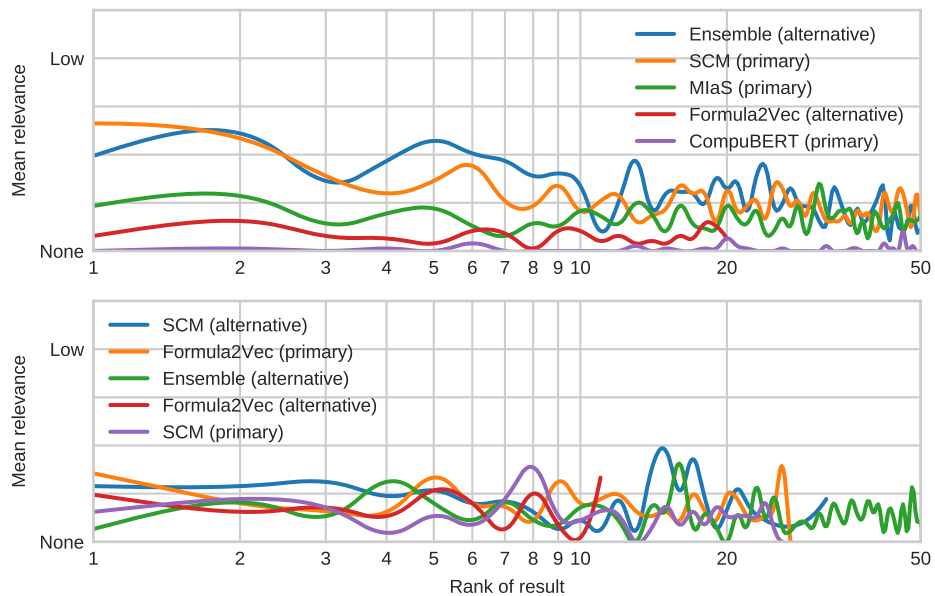 Ensemble (alternative)
SCM (primary)
MIaS (primary)
Formula2Vec (alternative)
CompuBERT (primary)
Mean relevance
Low
None
1 2 3 4 5 6 7 8 9 10 20 50
SCM (alternative)
Formula2Vec (primary)
Ensemble (alternative)
Formula2Vec (alternative)
SCM (primary)
Mean relevance
Low
None
1 2 3 4 5 6 7 8 9 10 20 50
Rank of result